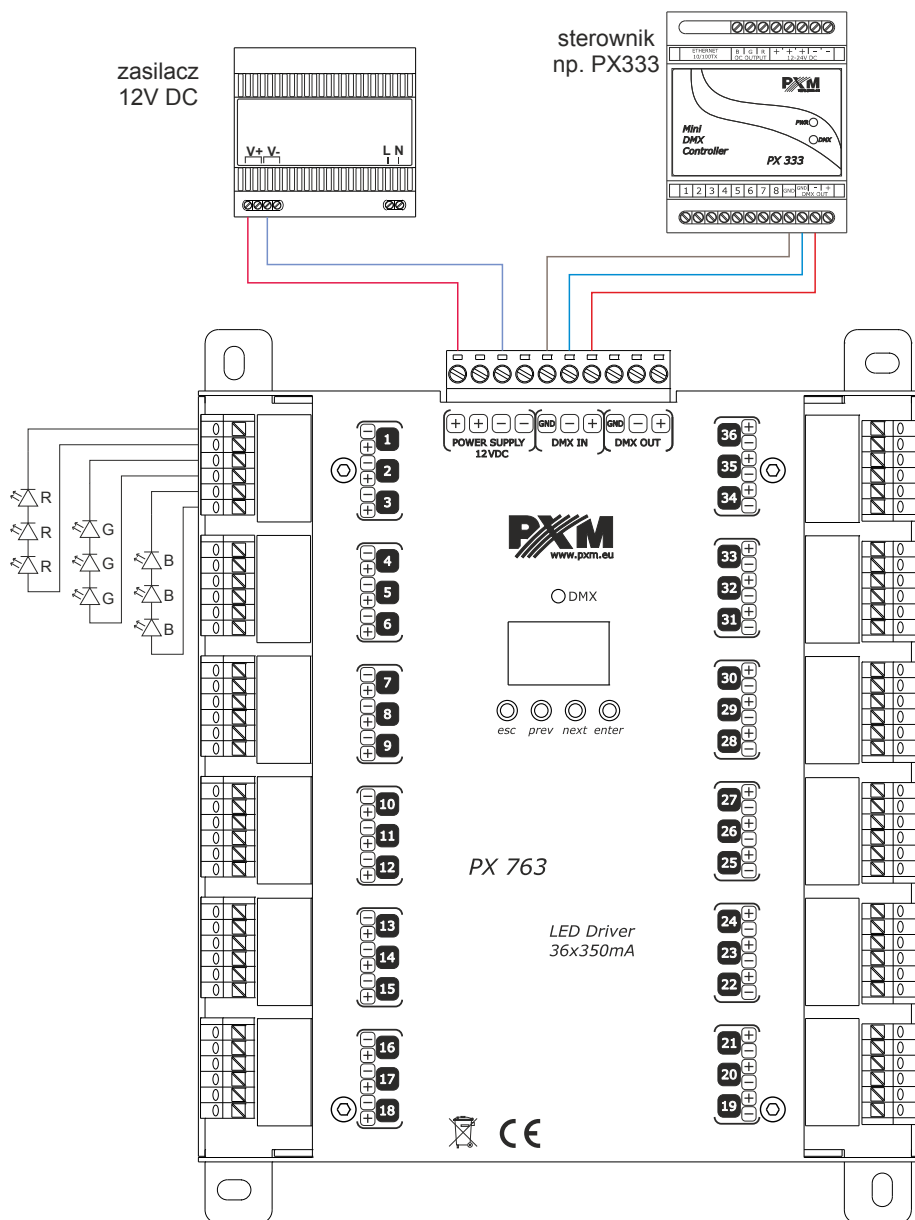 zasilacz
12V DC
V+ V-
L N
sterownik
np. PX333
ETHERNET
10/100TX
B G R
OC OUTPUT
+ + + - -
12-24V DC
PXM
PWR
DMX
Mini
DMX
Controller
PX 333
1 2 3 4 5 6 7 8 GND GND - +
DMX OUT
+ + - - GND - + GND - +
POWER SUPPLY
12VDC
DMX IN
DMX OUT
R
R
R
G
G
G
B
B
B
0
- + 1
- + 2
- + 3
- + 4
- + 5
- + 6
- + 7
- + 8
- + 9
- + 10
- + 11
- + 12
- + 13
- + 14
- + 15
- + 16
- + 17
- + 18
PXM
www.pxm.eu
DMX
esc prev next enter
PX 763
LED Driver
36x350mA
CE
36 + -
35 + -
34 + -
33 + -
32 + -
31 + -
30 + -
29 + -
28 + -
27 + -
26 + -
25 + -
24 + -
23 + -
22 + -
21 + -
20 + -
19 + -